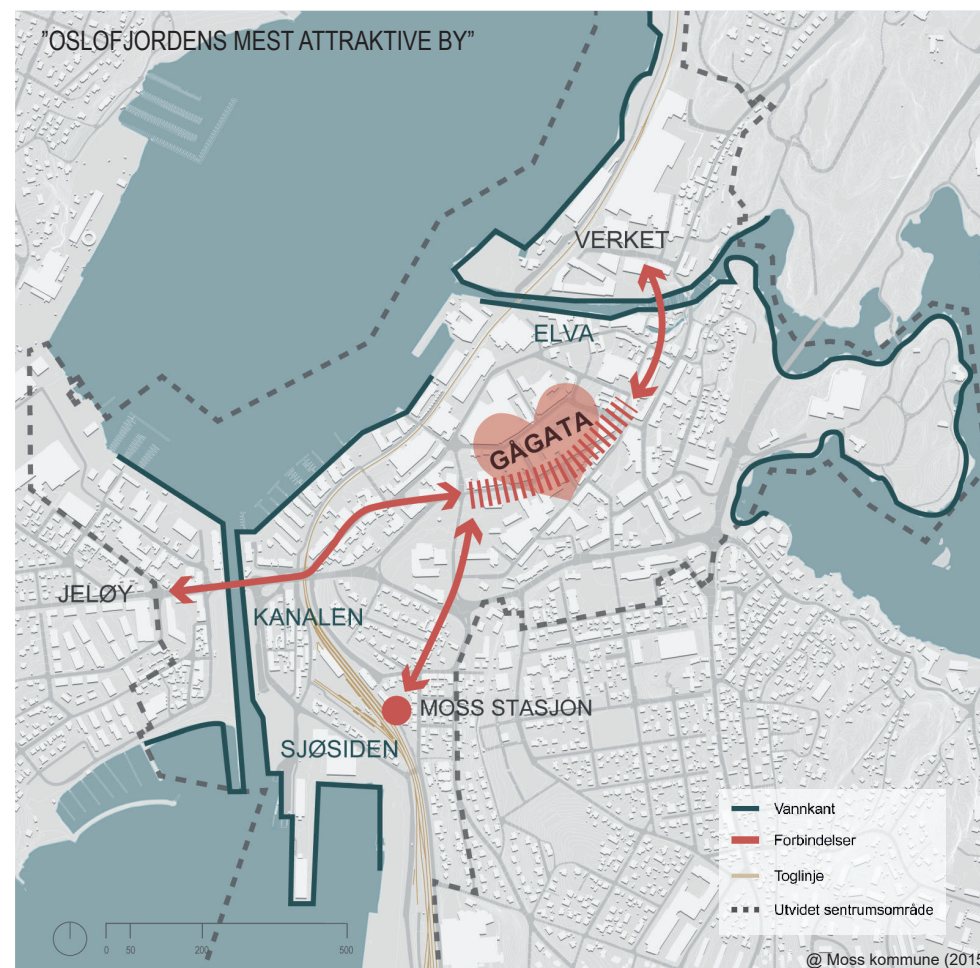 "OSLOFJORDENS MEST ATTRAKTIVE BY"
VERKET
ELVA
GÅGATA
JELØY
KANALEN
MOSS STASJON
SJØSIDEN
Vannkant
Forbindelser
Toglinje
Utvidet sentrumsområde
0 50 200 500
@ Moss kommune